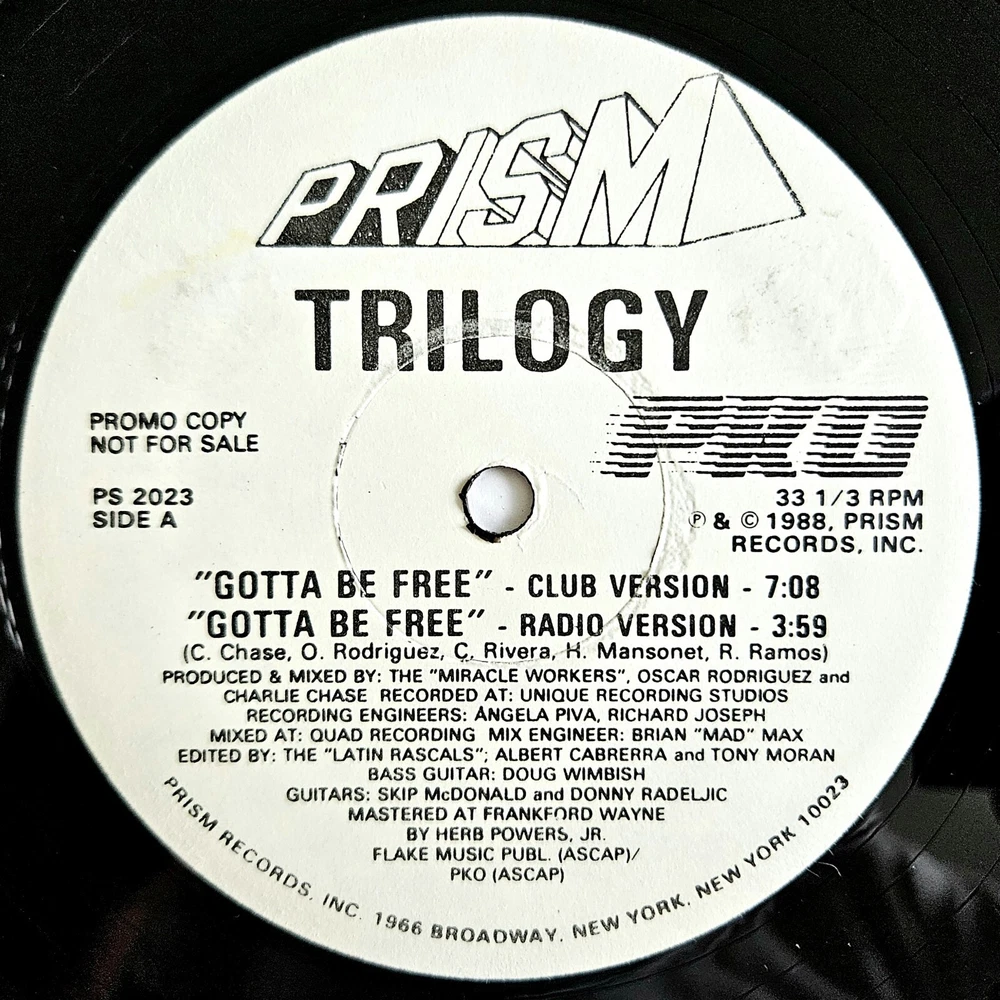 PRISM
TRILOGY
PROMO COPY
NOT FOR SALE
PKO
PS 2023
SIDE A
33 1/3 RPM
℗ & © 1988, PRISM
RECORDS, INC.
"GOTTA BE FREE" - CLUB VERSION - 7:08
"GOTTA BE FREE" - RADIO VERSION - 3:59
(C. Chase, O. Rodriguez, C. Rivera, H. Mansonet, R. Ramos)
PRODUCED & MIXED BY: THE "MIRACLE WORKERS", OSCAR RODRIGUEZ and
CHARLIE CHASE RECORDED AT: UNIQUE RECORDING STUDIOS
RECORDING ENGINEERS: ANGELA PIVA, RICHARD JOSEPH
MIXED AT: QUAD RECORDING MIX ENGINEER: BRIAN "MAD" MAX
EDITED BY: THE "LATIN RASCALS"; ALBERT CABRERRA and TONY MORAN
BASS GUITAR: DOUG WIMBISH
GUITARS: SKIP McDONALD and DONNY RADELJIC
MASTERED AT FRANKFORD WAYNE
BY HERB POWERS, JR.
FLAKE MUSIC PUBL. (ASCAP)/
PKO (ASCAP)
PRISM RECORDS, INC. 1966 BROADWAY, NEW YORK, NEW YORK 10023